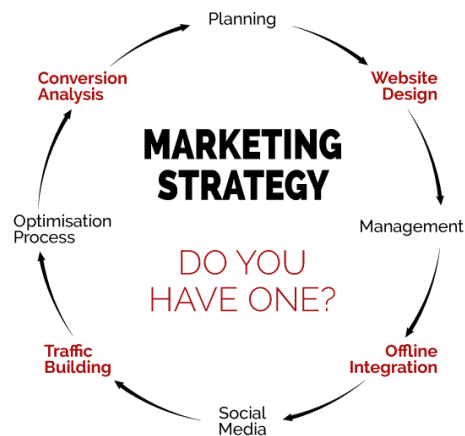 Planning
Website
Design
Management
Offline
Integration
Social
Media
Traffic
Building
Optimisation
Process
Conversion
Analysis
MARKETING
STRATEGY
DO YOU
HAVE ONE?